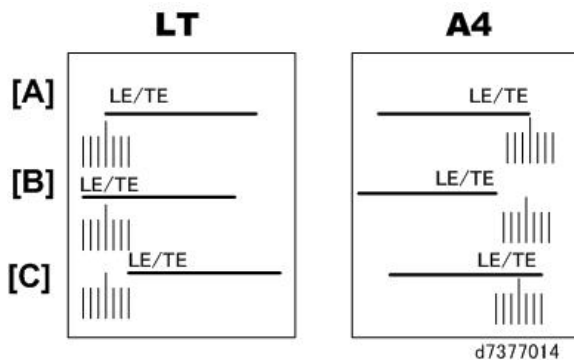 LT A4
[A] LE/TE LE/TE
[B] LE/TE LE/TE
[C] LE/TE LE/TE
d7377014